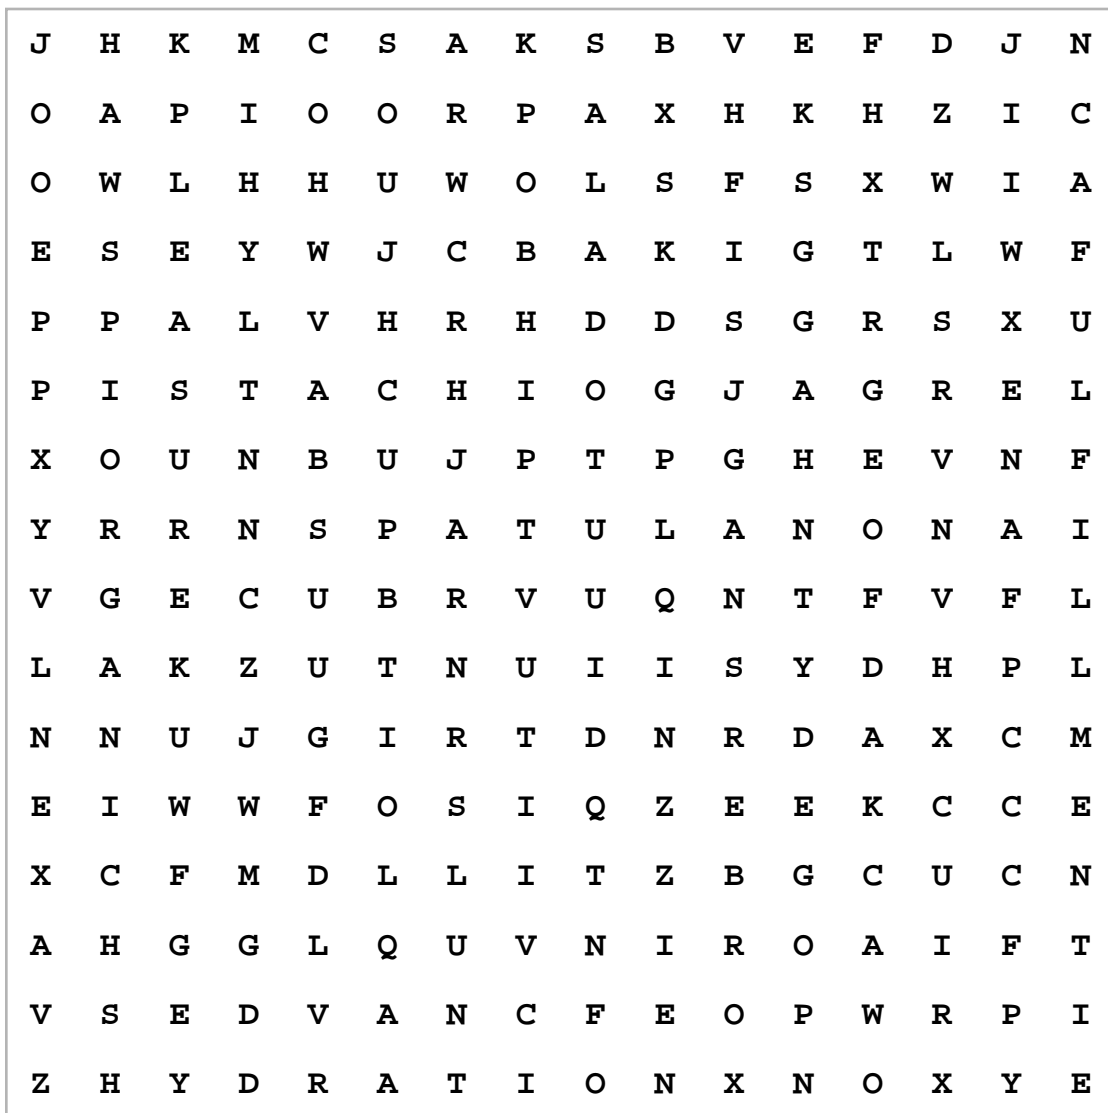 J H K M C S A K S B V E F D J N
O A P I O O R P A X H K H Z I C
O W L H H U W O L S F S X W I A
E S E Y W J C B A K I G T L W F
P P A L V H R H D D S G R S X U
P I S T A C H I O G J A G R E L
X O U N B U J P T P G H E V N F
Y R R N S P A T U L A N O N A I
V G E C U B R V U Q N T F V F L
L A K Z U T N U I I S Y D H P L
N N U J G I R T D N R D A X C M
E I W W F O S I Q Z E E K C C E
X C F M D L L I T Z B G C U C N
A H G G L Q U V N I R O A I F T
V S E D V A N C F E O P W R P I
Z H Y D R A T I O N X N O X Y E